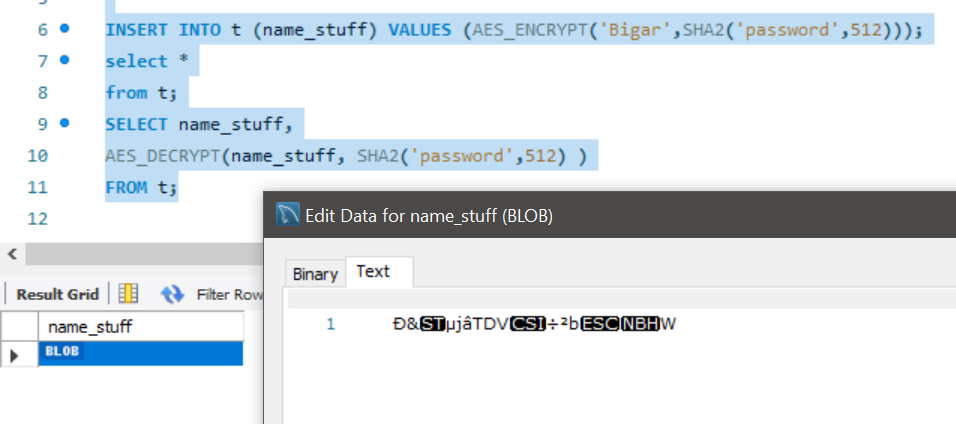 6 INSERT INTO t (name_stuff) VALUES (AES_ENCRYPT('Bigar',SHA2('password',512)));
7 select *
8 from t;
9 SELECT name_stuff,
10 AES_DECRYPT(name_stuff, SHA2('password',512) )
11 FROM t;
12
Edit Data for name_stuff (BLOB)
Binary Text
1 Ð&STµjâTDVCSI÷²bESCNBHW
Result Grid Filter Row
name_stuff
BLOB